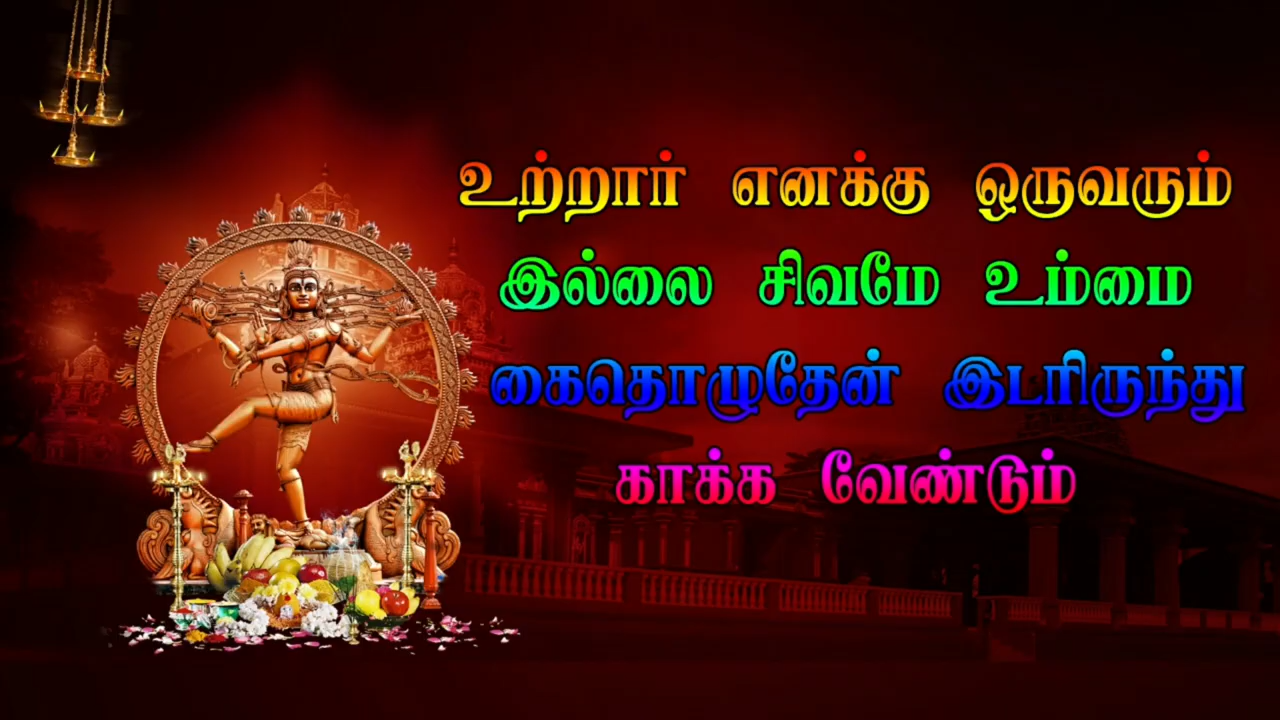 உற்றார் எனக்கு ஒருவரும்
இல்லை சிவமே உம்மை
கைதொழுதேன் இடரிருந்து
காக்க வேண்டும்